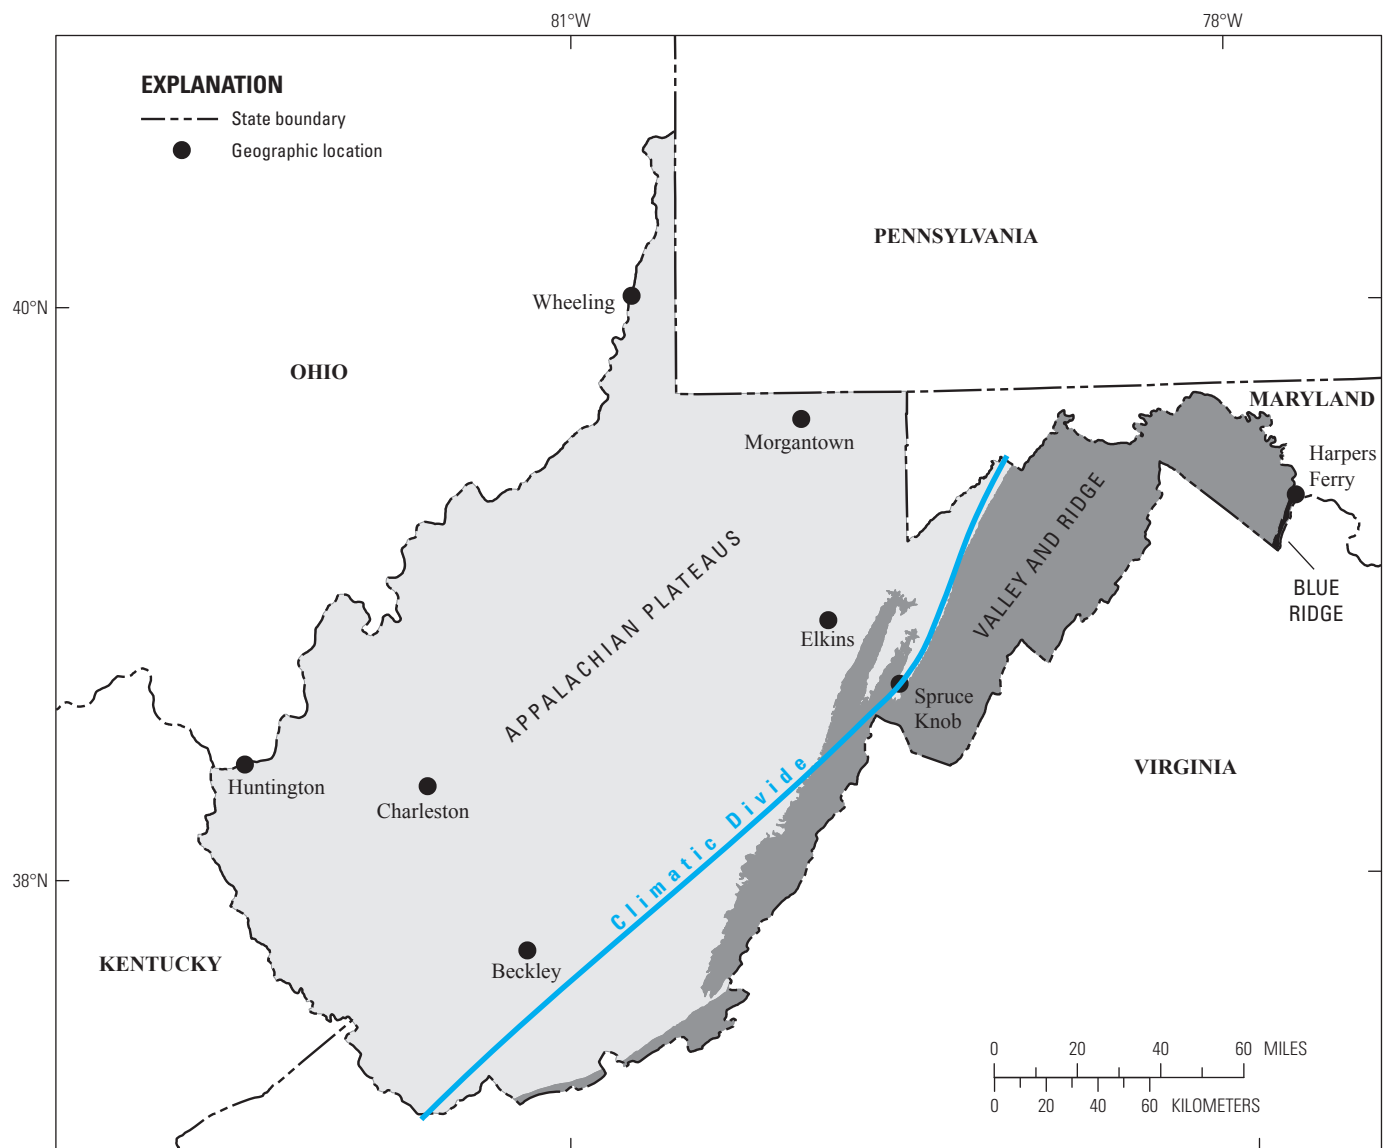 81°W
78°W
EXPLANATION
State boundary
Geographic location
PENNSYLVANIA
Wheeling
40°N
OHIO
MARYLAND
Morgantown
Harpers
Ferry
VALLEY AND RIDGE
APPALACHIAN PLATEAUS
BLUE
RIDGE
Elkins
Spruce
Knob
VIRGINIA
Huntington
Charleston
Climatic Divide
38°N
KENTUCKY
Beckley
0 20 40 60 MILES
0 20 40 60 KILOMETERS